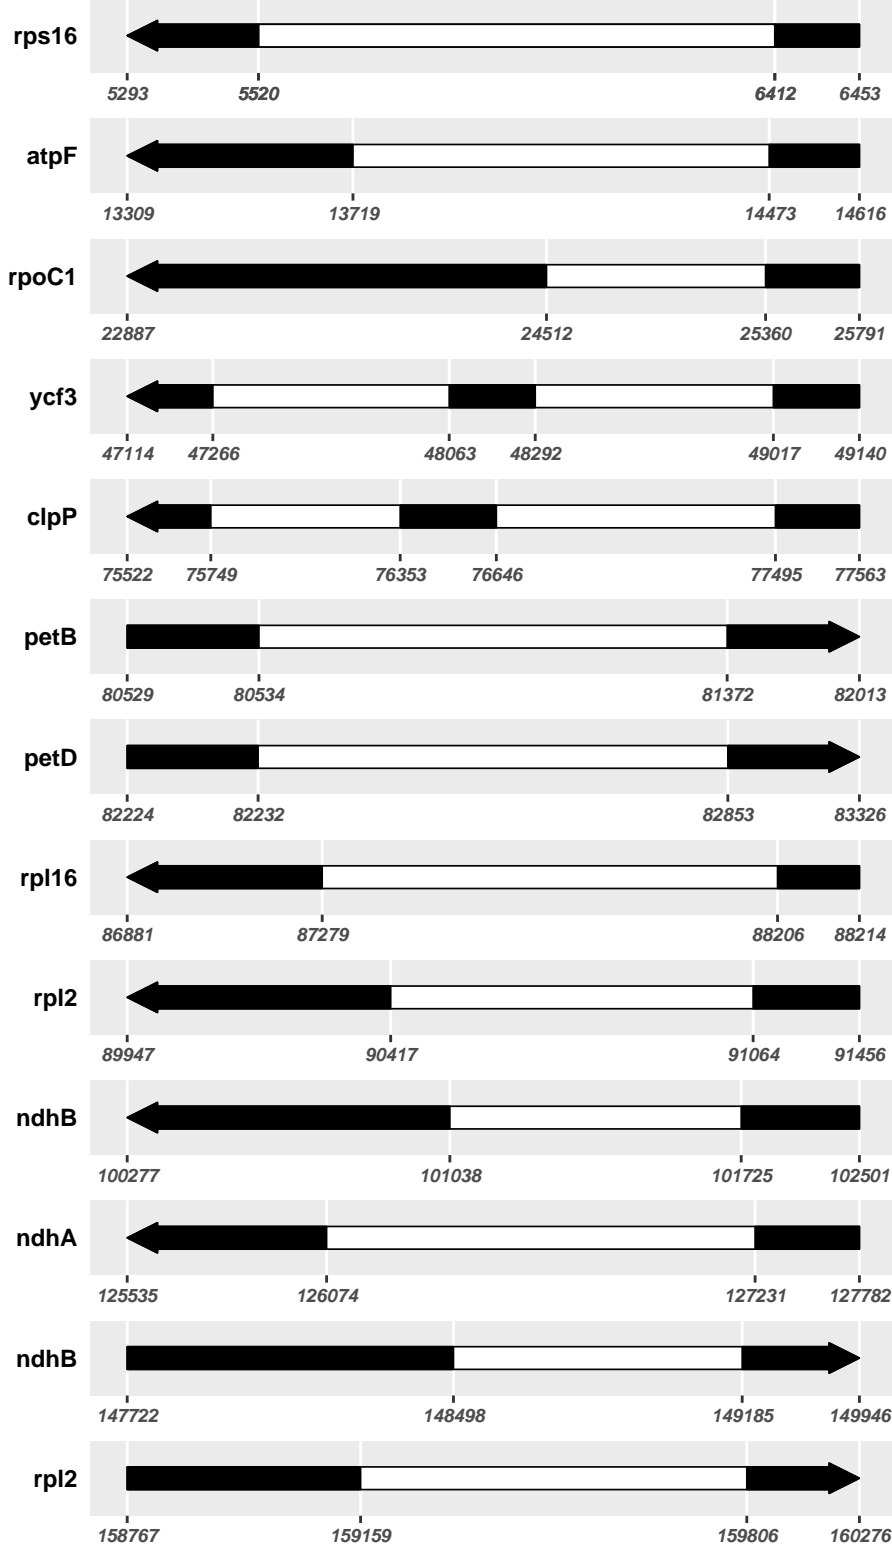 rps16
5293 5520 6412 6453
atpF
13309 13719 14473 14616
rpoC1
22887 24512 25360 25791
ycf3
47114 47266 48063 48292 49017 49140
clpP
75522 75749 76353 76646 77495 77563
petB
80529 80534 81372 82013
petD
82224 82232 82853 83326
rpl16
86881 87279 88206 88214
rpl2
89947 90417 91064 91456
ndhB
100277 101038 101725 102501
ndhA
125535 126074 127231 127782
ndhB
147722 148498 149185 149946
rpl2
158767 159159 159806 160276